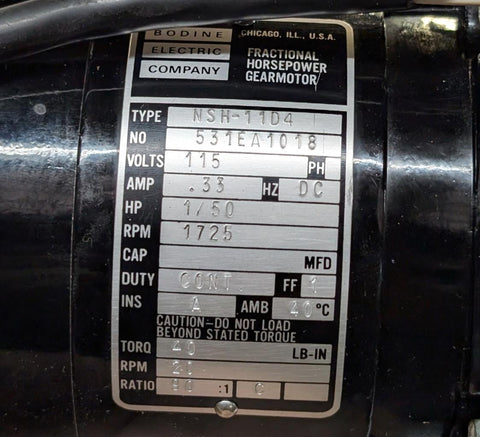 BODINE
ELECTRIC
COMPANY
CHICAGO, ILL., U.S.A.
FRACTIONAL
HORSEPOWER
GEARMOTOR
TYPE NSH-11D4
NO 531EA1018
VOLTS 115 PH
AMP .33 HZ DC
HP 1/50
RPM 1725
CAP MFD
DUTY CONT FF 1
INS A AMB 40°C
CAUTION–DO NOT LOAD
BEYOND STATED TORQUE
TORQ 40 LB-IN
RPM 20
RATIO 90 :1 C